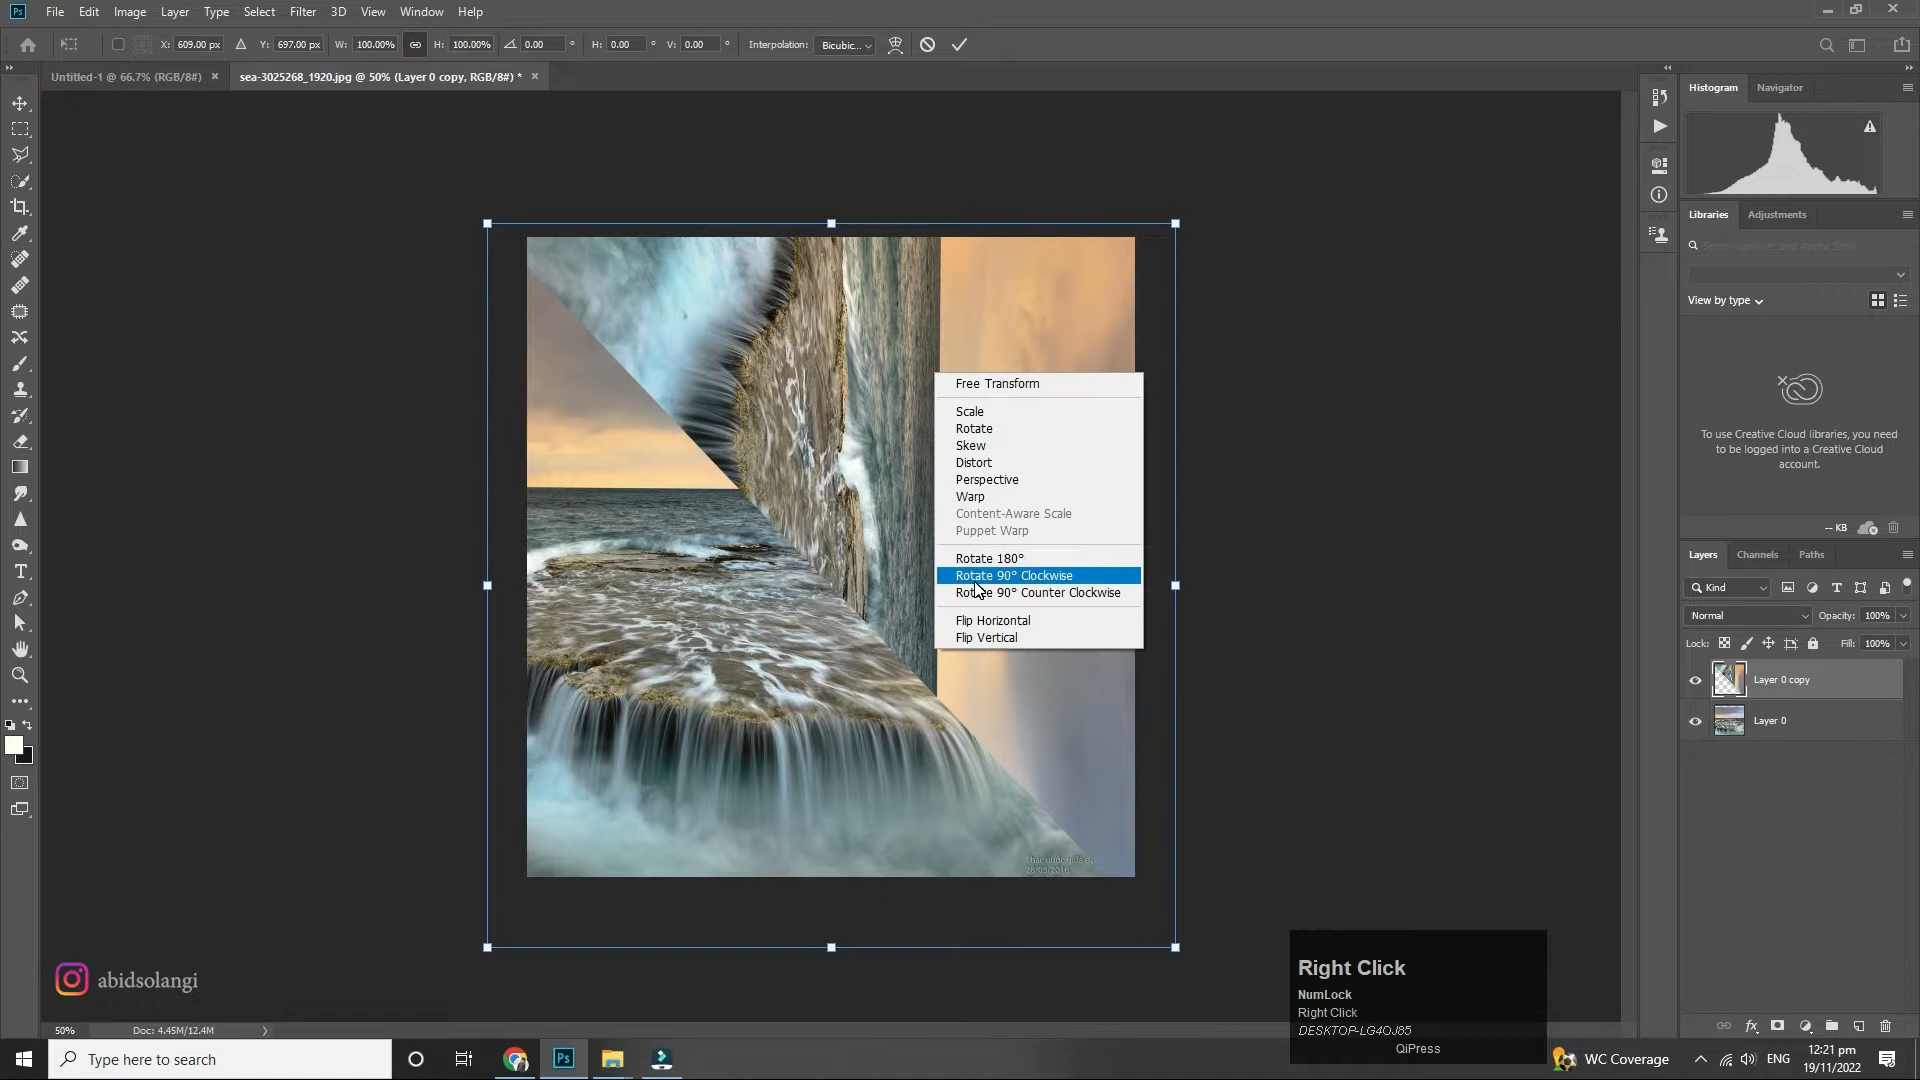 Ps File Edit Image Layer Type Select Filter 3D View Window Help
X: 609.00 px Y: 697.00 px W: 100.00% H: 100.00% 0.00 ° H: 0.00 ° V: 0.00 ° Interpolation: Bicubic...
Untitled-1 @ 66.7% (RGB/8#) × sea-3025268_1920.jpg @ 50% (Layer 0 copy, RGB/8#) * ×
Histogram Navigator
Libraries Adjustments
View by type
To use Creative Cloud libraries, you need
to be logged into a Creative Cloud
account.
-- KB
Free Transform
Scale
Rotate
Skew
Distort
Perspective
Warp
Content-Aware Scale
Puppet Warp
Rotate 180°
Rotate 90° Clockwise
Rotate 90° Counter Clockwise
Flip Horizontal
Flip Vertical
Layers Channels Paths
Kind
Normal Opacity: 100%
Lock: Fill: 100%
Layer 0 copy
Layer 0
fx
28/03/2016
abidsolangi
Right Click
NumLock
Right Click
DESKTOP-LG4OJ85
QiPress
50% Doc: 4.45M/12.4M
Type here to search
Ps
WC Coverage
ENG
12:21 pm
19/11/2022